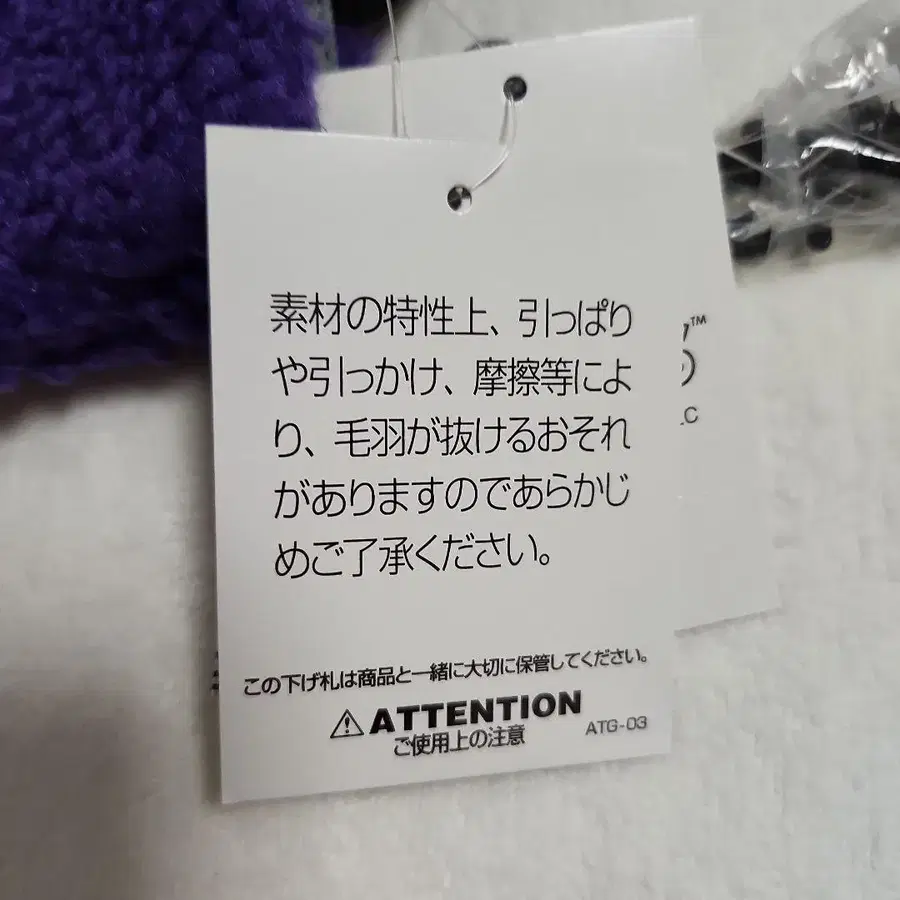 素材の特性上、引っぱり
や引っかけ、摩擦等によ
り、毛羽が抜けるおそれ
がありますのであらかじ
めご了承ください。
この下げ札は商品と一緒に大切に保管してください。
ATTENTION
ご使用上の注意
ATG-03
TM